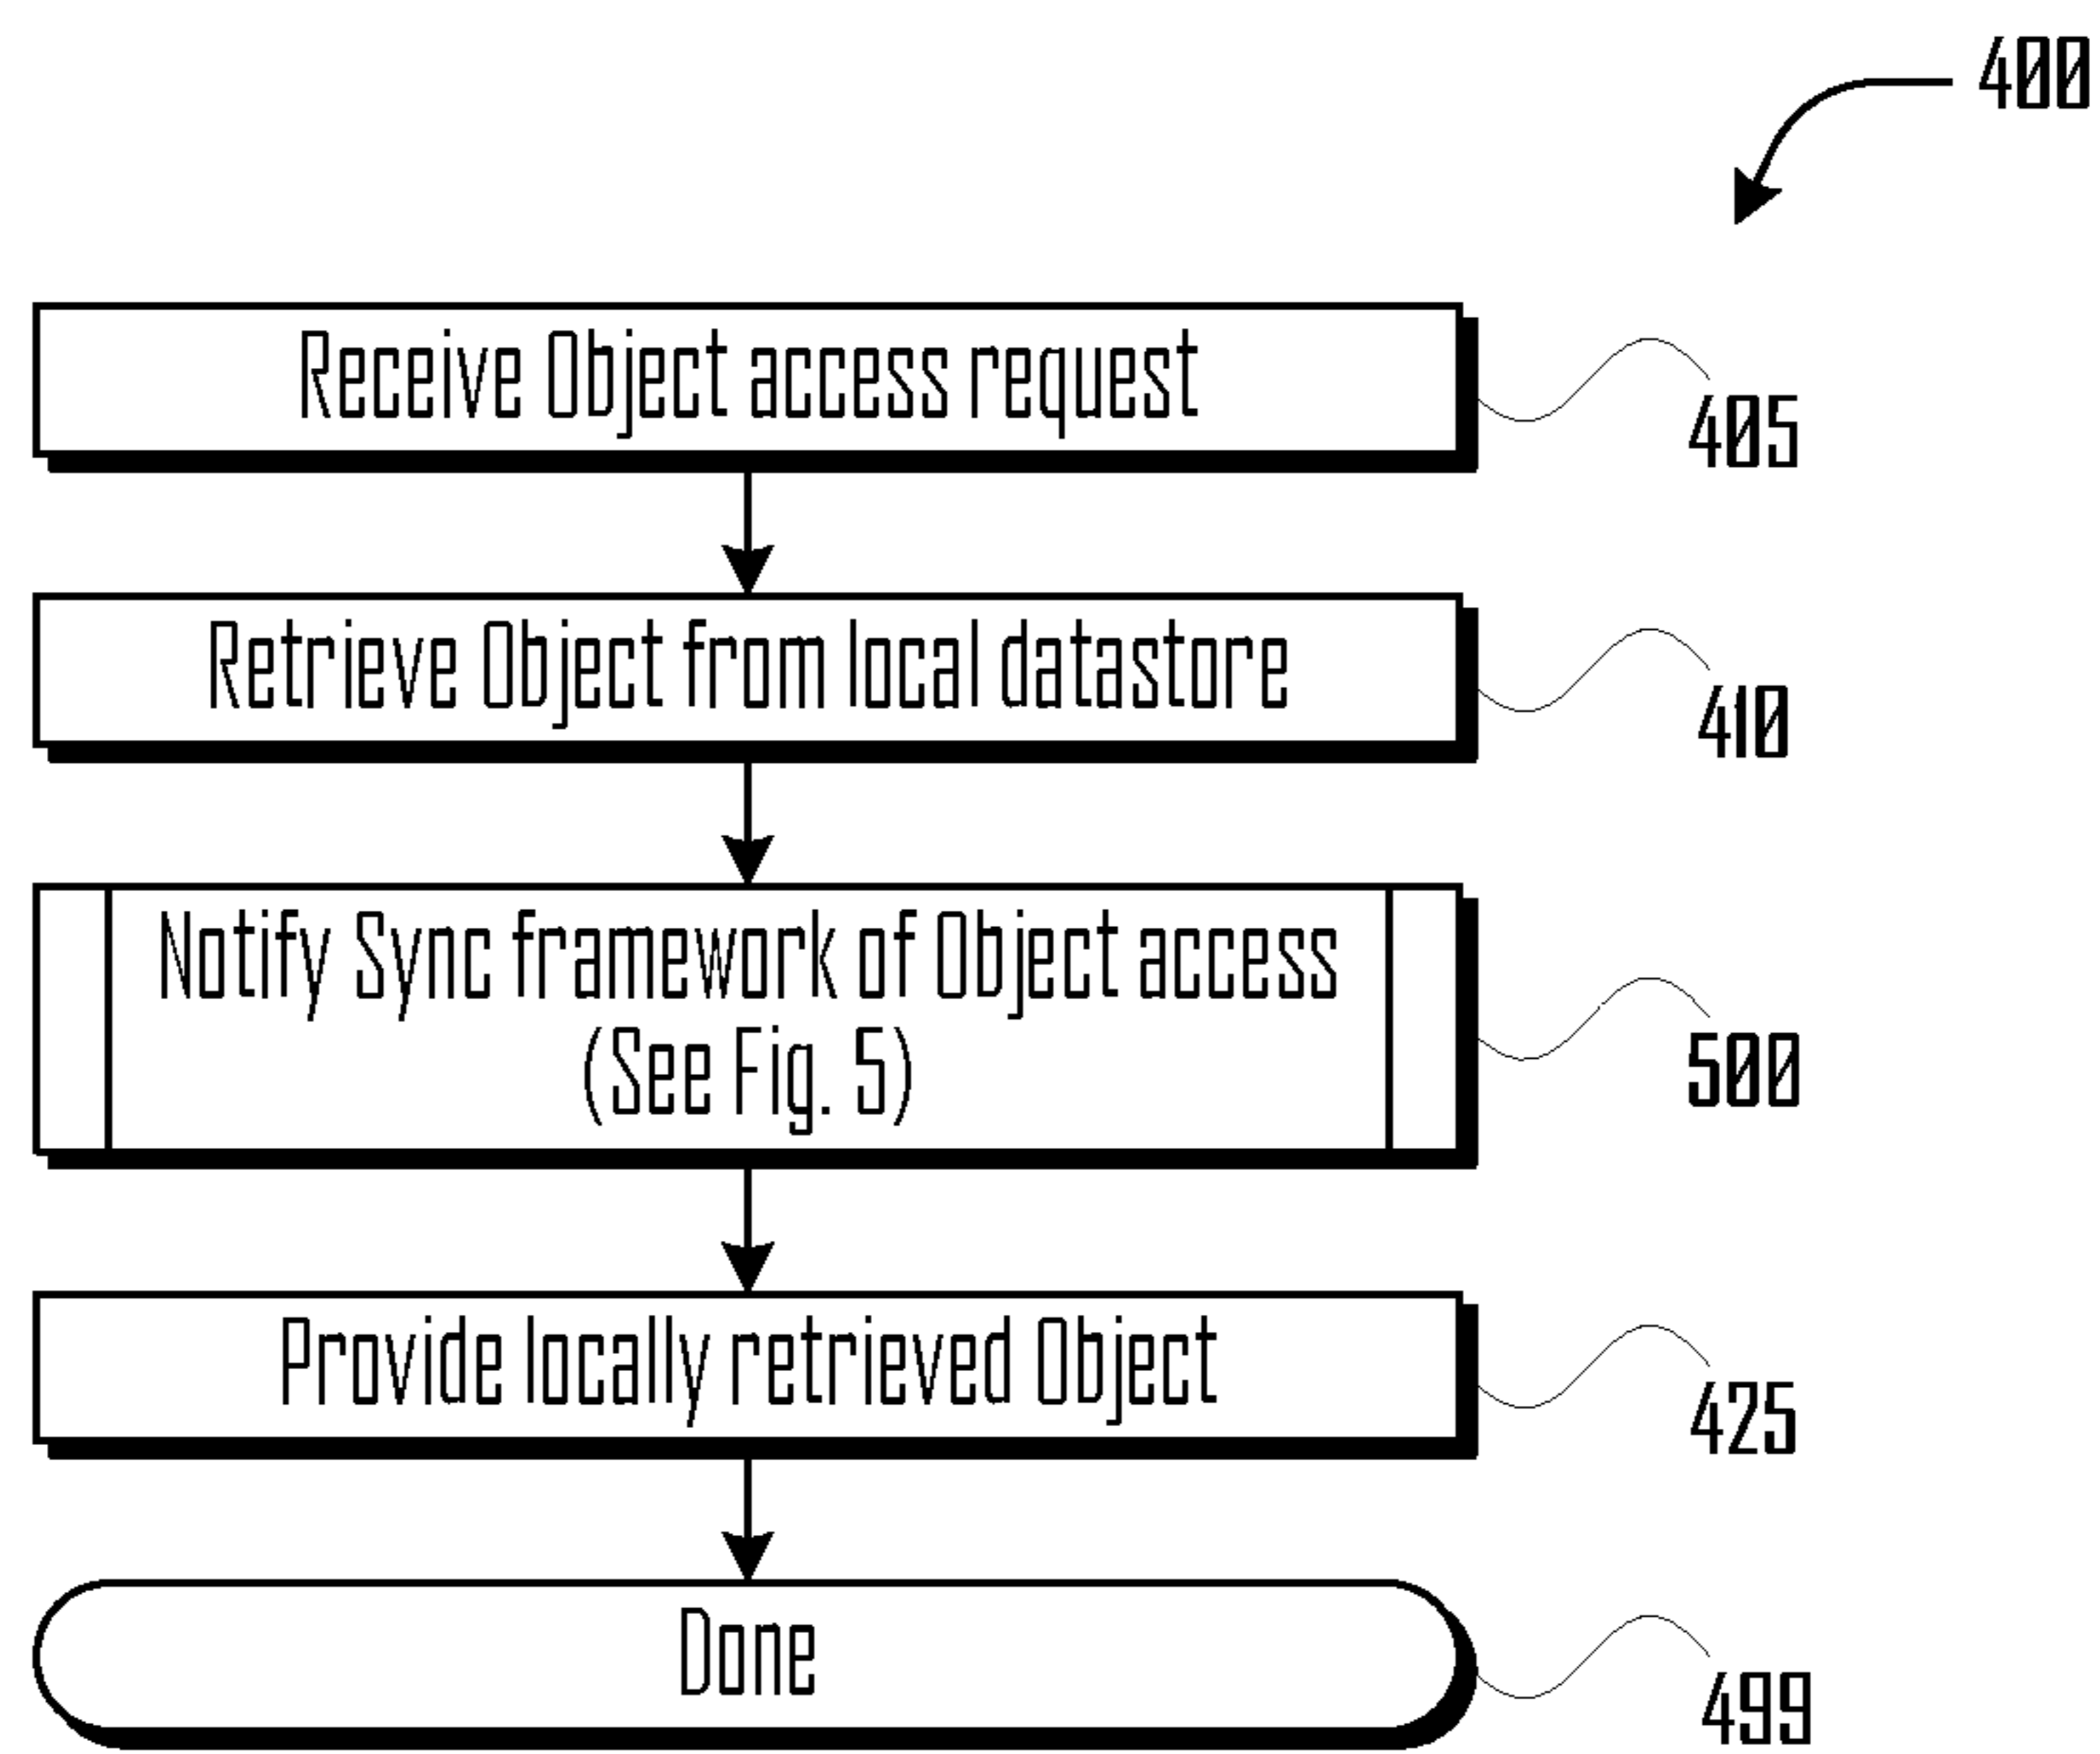 400
Receive Object access request
405
Retrieve Object from local datastore
410
Notify Sync framework of Object access
(See Fig. 5)
500
Provide locally retrieved Object
425
Done
499